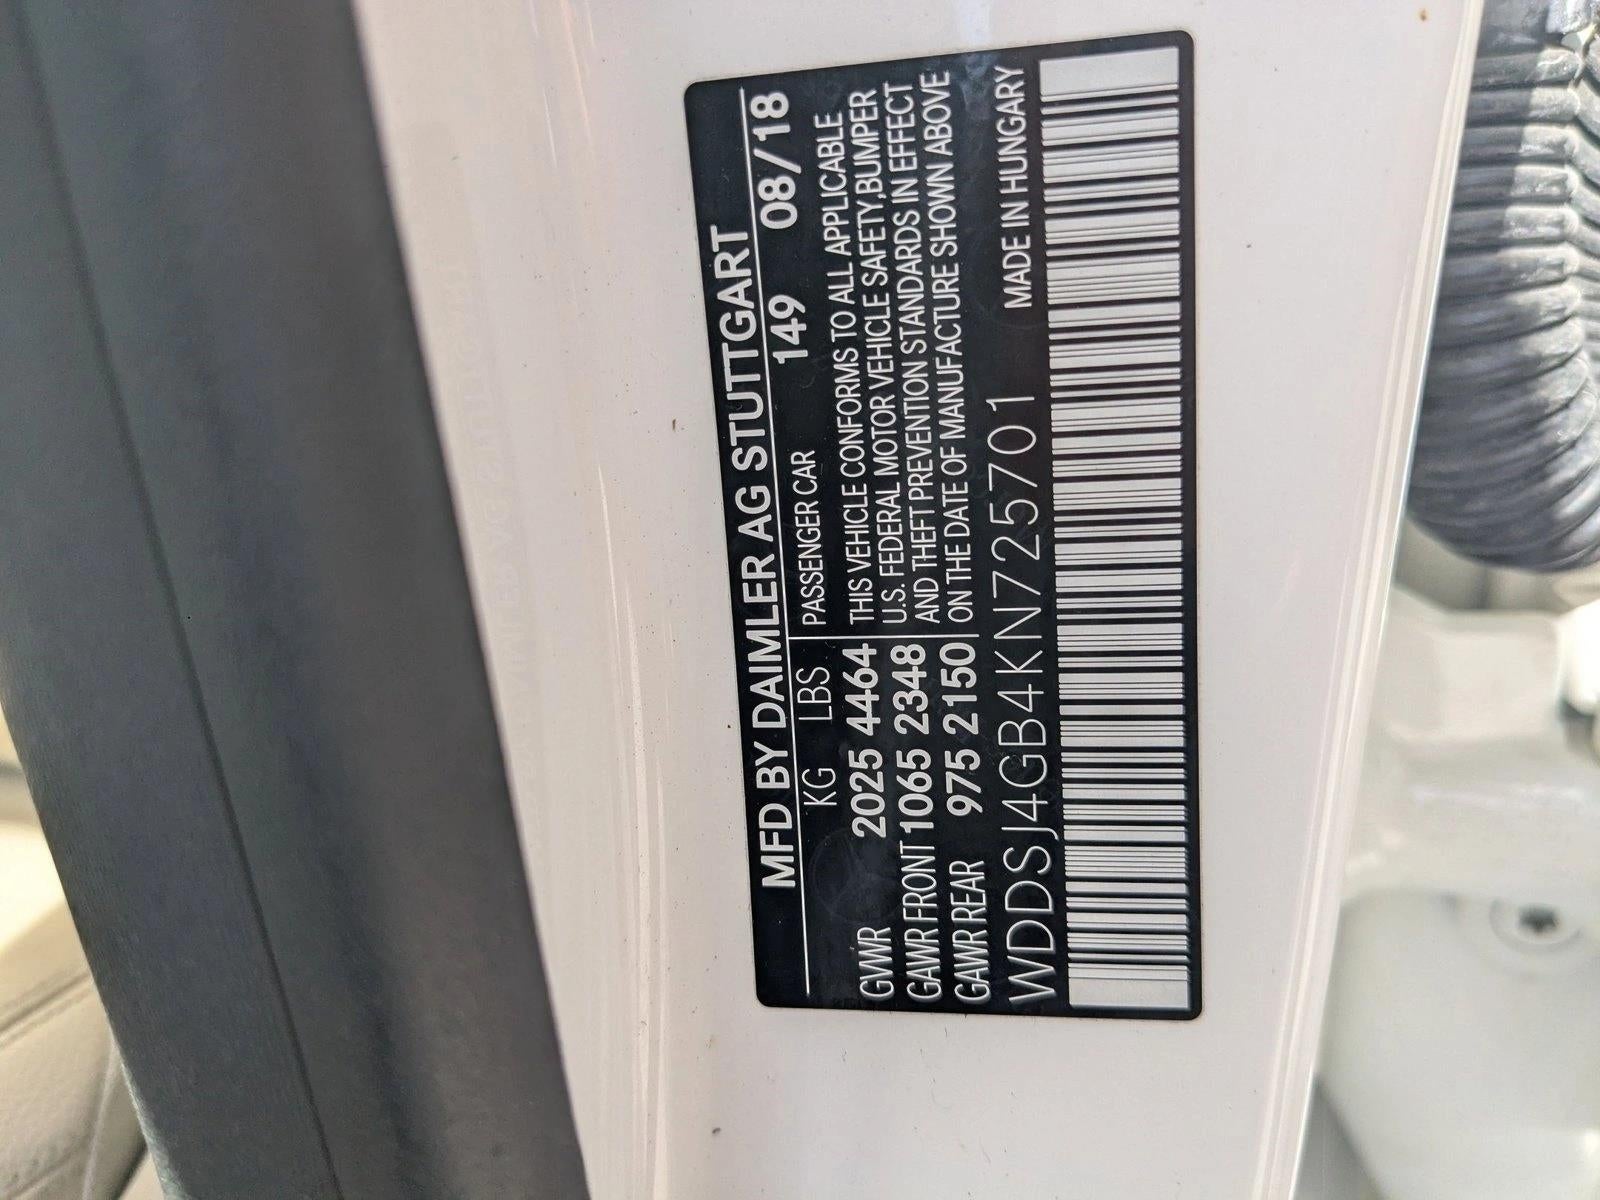 MFD BY DAIMLER AG STUTTGART
KG LBS PASSENGER CAR 149 08/18
GVWR 2025 4464 THIS VEHICLE CONFORMS TO ALL APPLICABLE
GAWR FRONT 1065 2348 U.S. FEDERAL MOTOR VEHICLE SAFETY,BUMPER
AND THEFT PREVENTION STANDARDS IN EFFECT
GAWR REAR 975 2150 ON THE DATE OF MANUFACTURE SHOWN ABOVE
WDDSJ4GB4KN725701 MADE IN HUNGARY